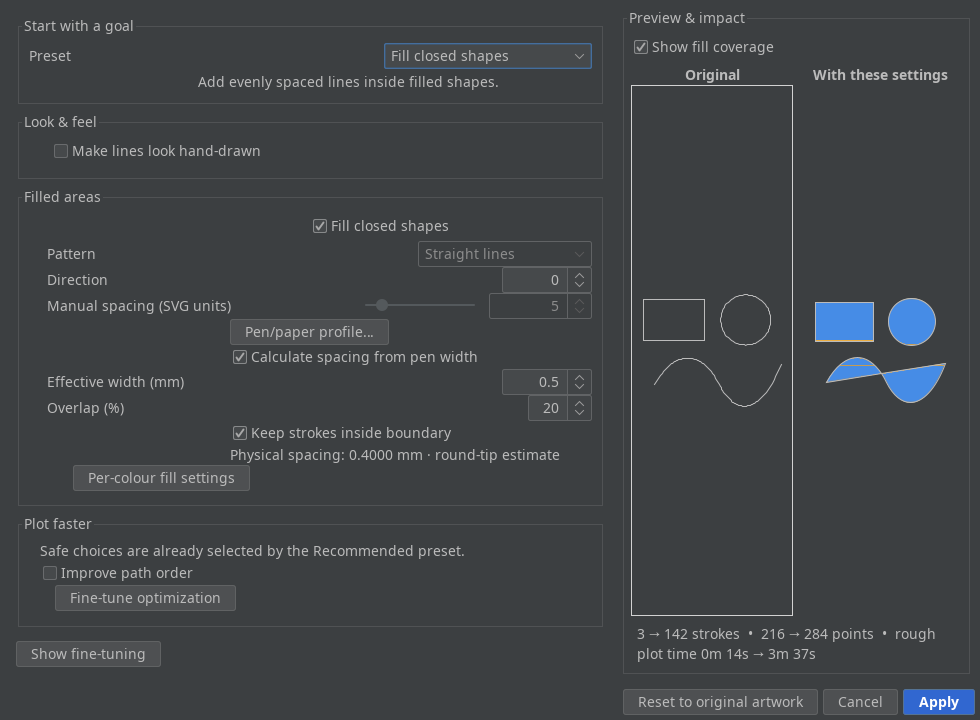 Start with a goal
Preset
Fill closed shapes
Add evenly spaced lines inside filled shapes.
Look & feel
Make lines look hand-drawn
Filled areas
Fill closed shapes
Pattern
Straight lines
Direction
0
Manual spacing (SVG units)
5
Pen/paper profile...
Calculate spacing from pen width
Effective width (mm)
0.5
Overlap (%)
20
Keep strokes inside boundary
Physical spacing: 0.4000 mm · round-tip estimate
Per-colour fill settings
Plot faster
Safe choices are already selected by the Recommended preset.
Improve path order
Fine-tune optimization
Show fine-tuning
Preview & impact
Show fill coverage
Original
With these settings
3 → 142 strokes • 216 → 284 points • rough
plot time 0m 14s → 3m 37s
Reset to original artwork
Cancel
Apply